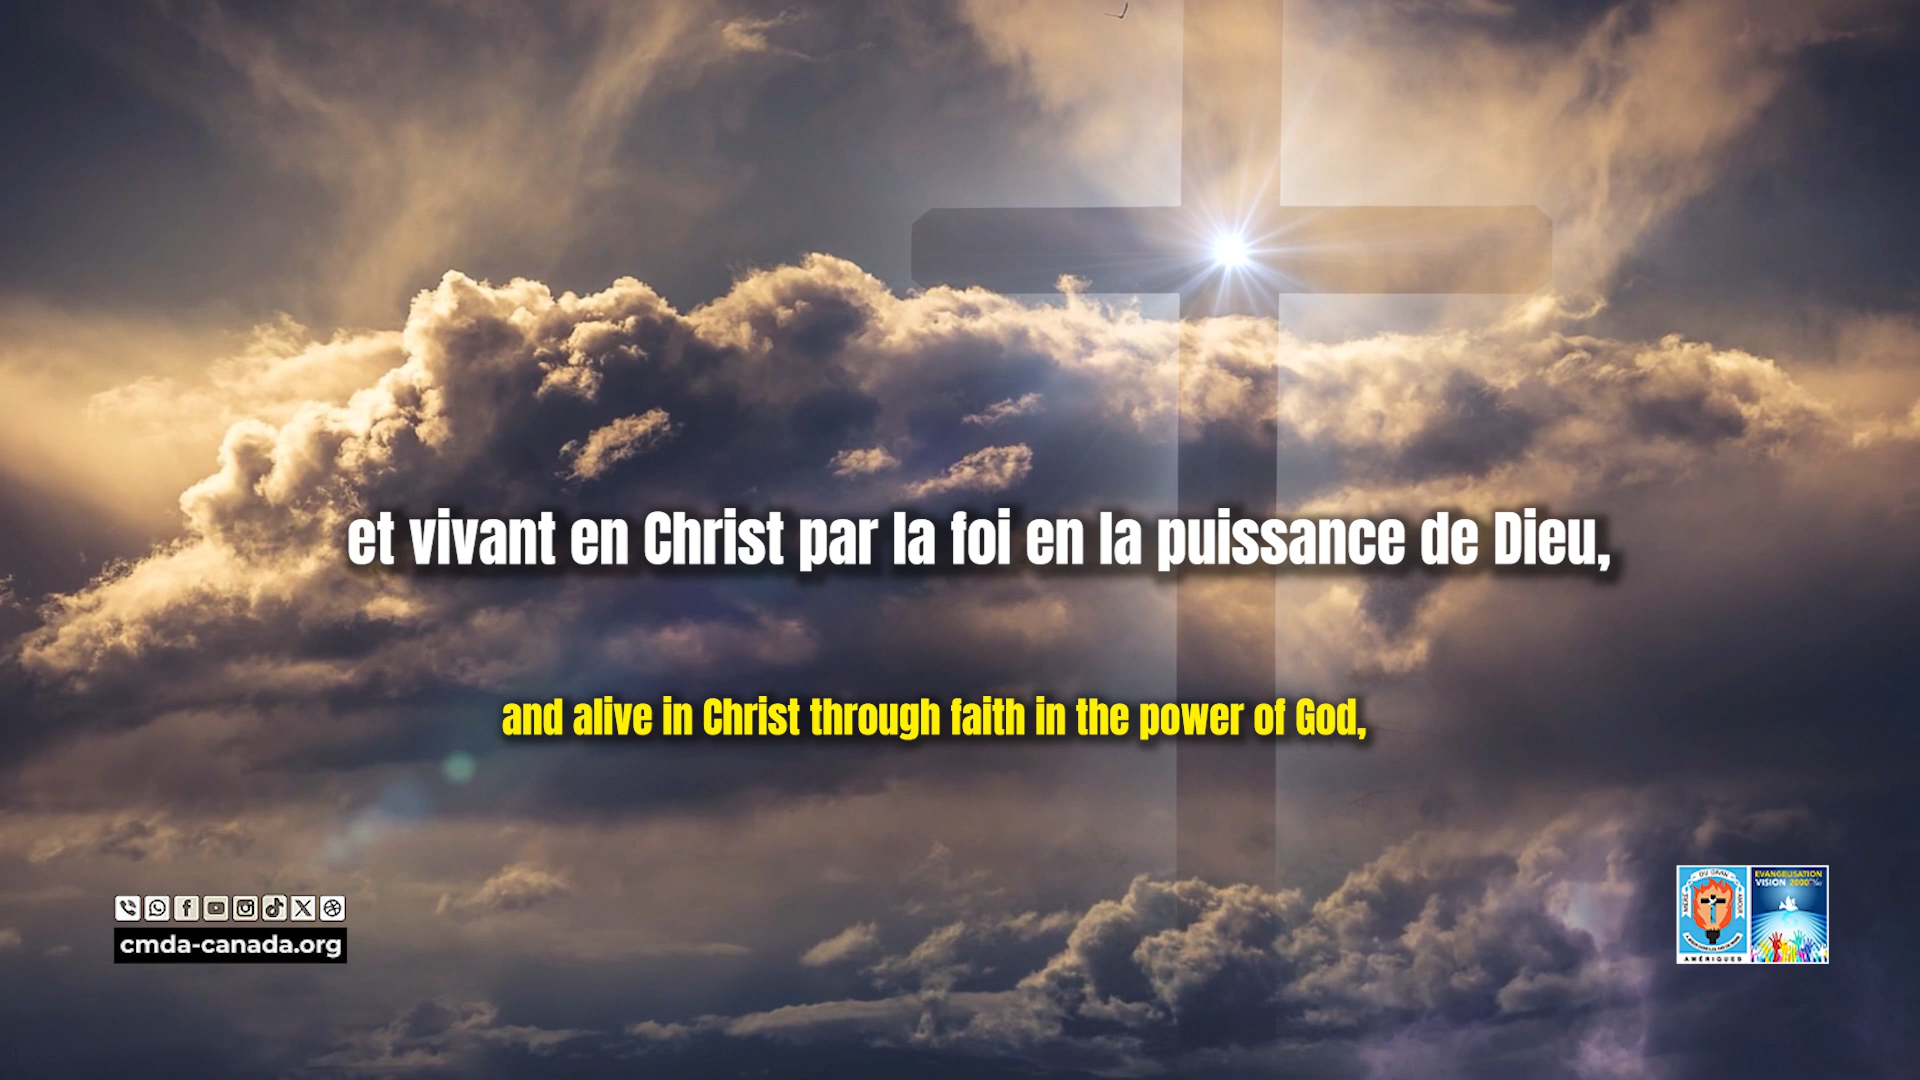 et vivant en Christ par la foi en la puissance de Dieu,
and alive in Christ through faith in the power of God,
cmda-canada.org
EVANGELISATION
VISION 2000
AMÉRIQUES